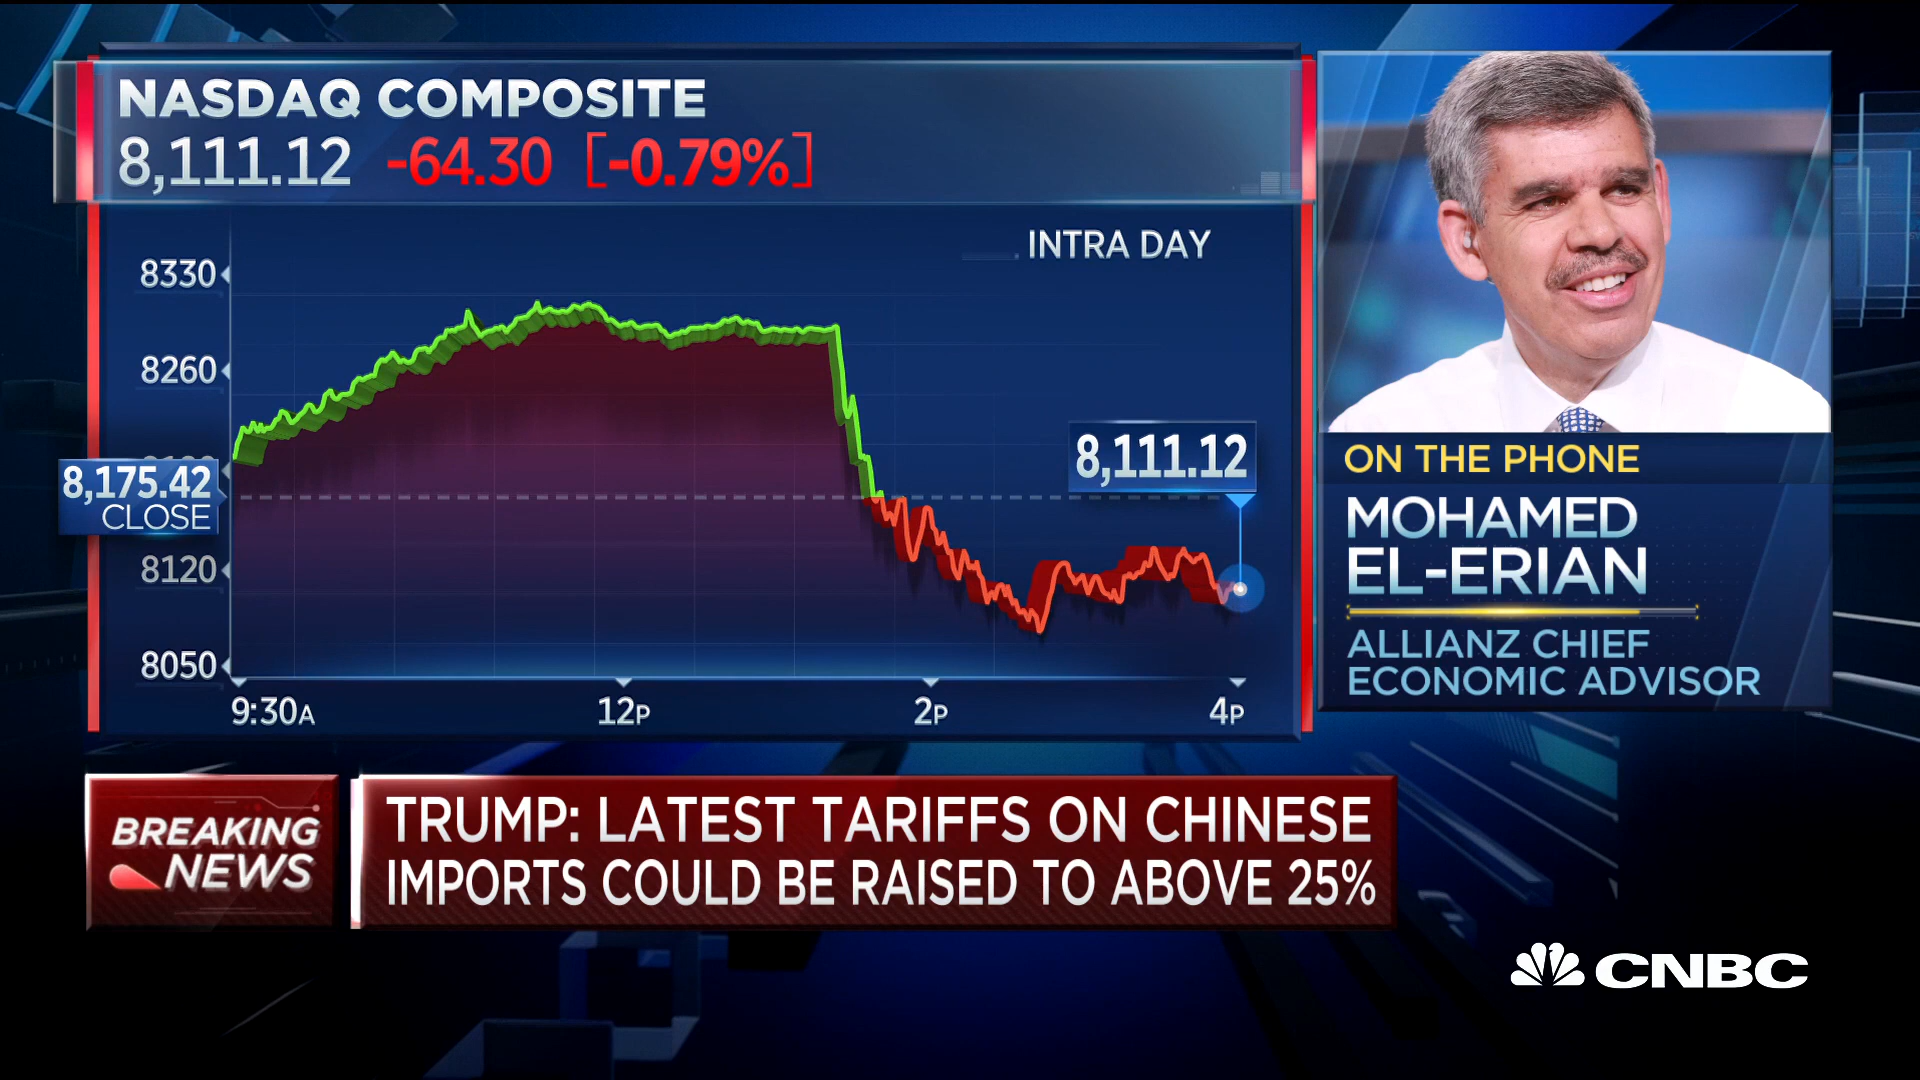 NASDAQ COMPOSITE
8,111.12 -64.30 [-0.79%]
INTRA DAY
8330
8260
8,175.42
CLOSE
8120
8050
8,111.12
9:30A 12P 2P 4P
ON THE PHONE
MOHAMED
EL-ERIAN
ALLIANZ CHIEF
ECONOMIC ADVISOR
BREAKING
NEWS
TRUMP: LATEST TARIFFS ON CHINESE
IMPORTS COULD BE RAISED TO ABOVE 25%
CNBC